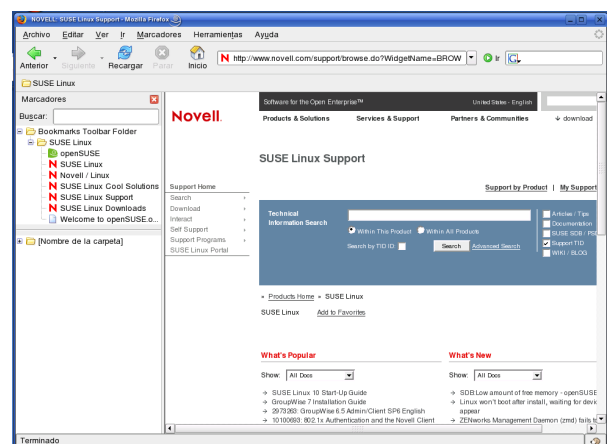 NOVELL: SUSE Linux Support - Mozilla Firefox
Archivo Editar Ver Ir Marcadores Herramientas Ayuda
Anterior Siguiente Recargar Parar Inicio
http://www.novell.com/support/browse.do?WidgetName=BROW Ir
SUSE Linux
Marcadores
Buscar:
Bookmarks Toolbar Folder
SUSE Linux
openSUSE
SUSE Linux
Novell / Linux
SUSE Linux Cool Solutions
SUSE Linux Support
SUSE Linux Downloads
Welcome to openSUSE.o...
[Nombre de la carpeta]
Software for the Open Enterprise™ United States - English
Novell
Products & Solutions Services & Support Partners & Communities download
SUSE Linux Support
Support by Product | My Support
Support Home
Search
Download
Interact
Self Support
Support Programs
SUSE Linux Portal
Technical
Information Search
Within This Product Within All Products
Search by TID ID: Search Advanced Search
Articles / Tips
Documentation
SUSE SDB / PSD
Support TID
WIKI / BLOG
» Products Home » SUSE Linux
SUSE Linux Add to Favorites
What's Popular
Show: All Docs
→ SUSE Linux 10 Start-Up Guide
→ GroupWise 7 Installation Guide
→ 2973263: GroupWise 6.5 Admin/Client SP6 English
→ 10100693: 802.1x Authentication and the Novell Client
What's New
Show: All Docs
→ SDB:Low amount of free memory - openSUSE
→ Linux won't boot after install, waiting for devic
appear
→ ZENworks Management Daemon (zmd) fails t
Terminado